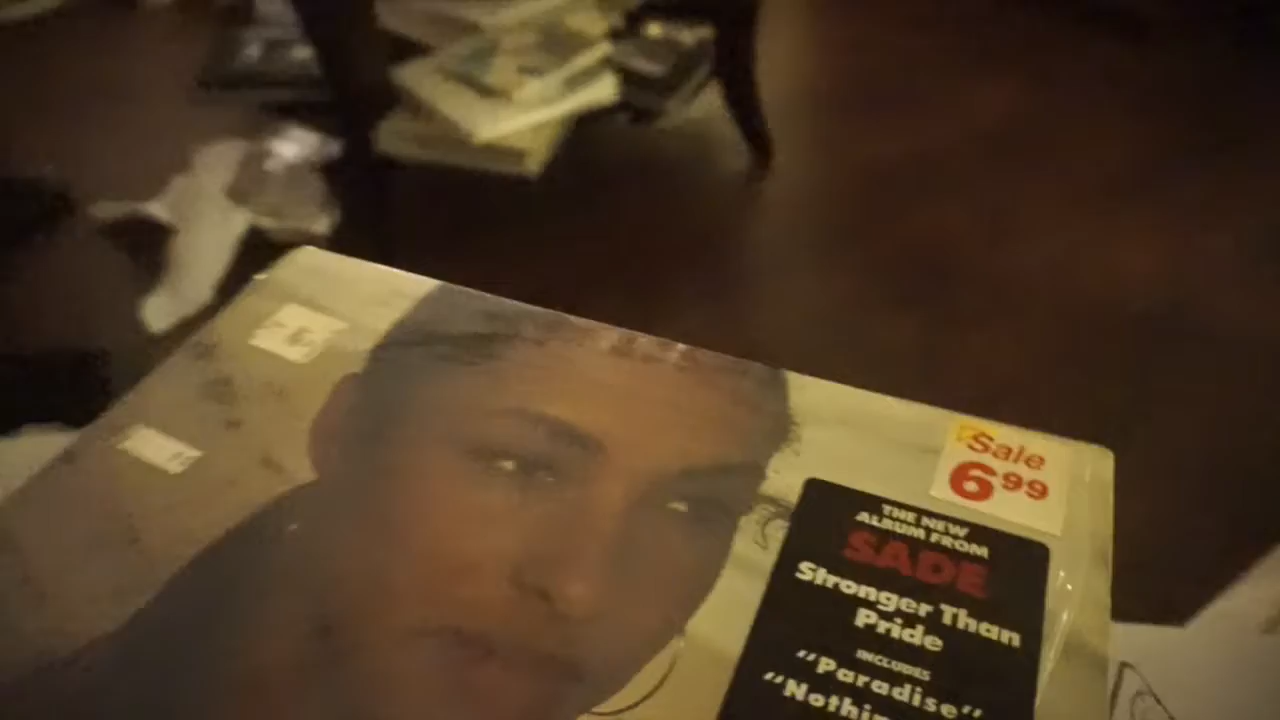 Sale
6.99
THE NEW
ALBUM FROM
SADE
Stronger Than
Pride
INCLUDES
"Paradise"